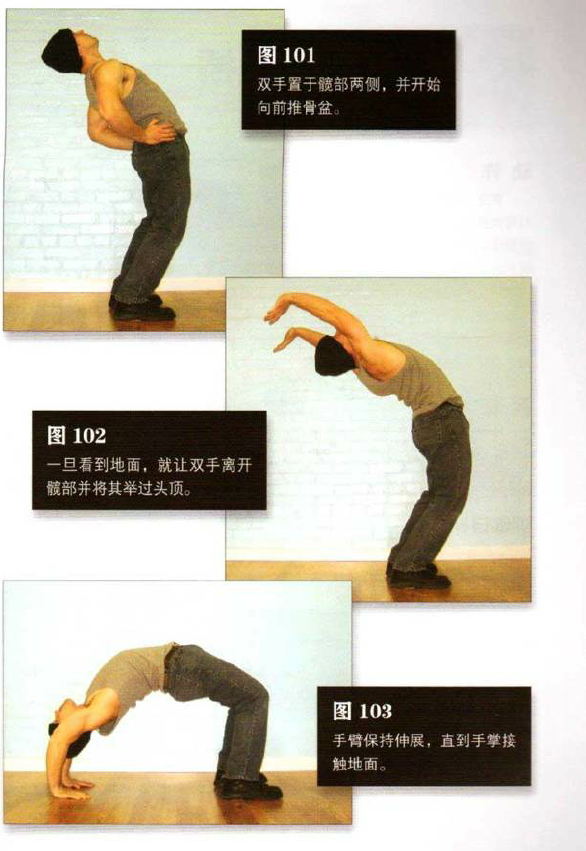 图 101
双手置于髋部两侧，并开始
向前推骨盆。
图 102
一旦看到地面，就让双手离开
髋部并将其举过头顶。
图 103
手臂保持伸展，直到手掌接
触地面。